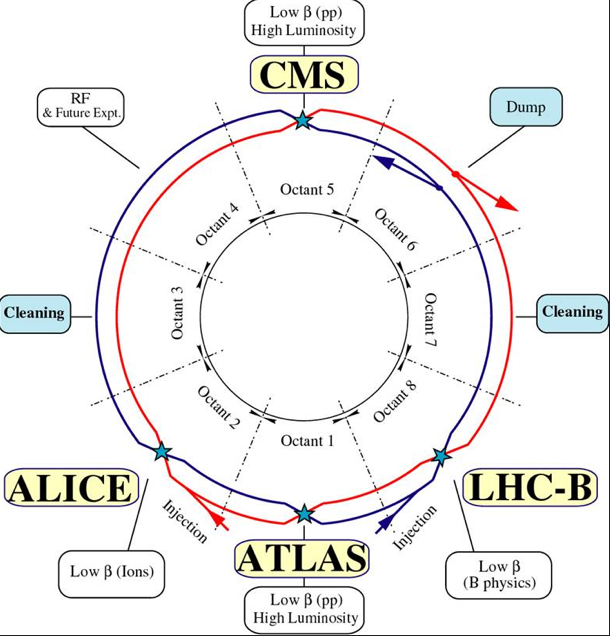 Low β (pp)
High Luminosity
CMS
RF
& Future Expt.
Dump
Octant 5
Octant 4
Octant 6
Cleaning
Octant 3
Octant 7
Cleaning
Octant 2
Octant 8
Octant 1
ALICE
LHC-B
Injection
Injection
ATLAS
Low β (Ions)
Low β
(B physics)
Low β (pp)
High Luminosity